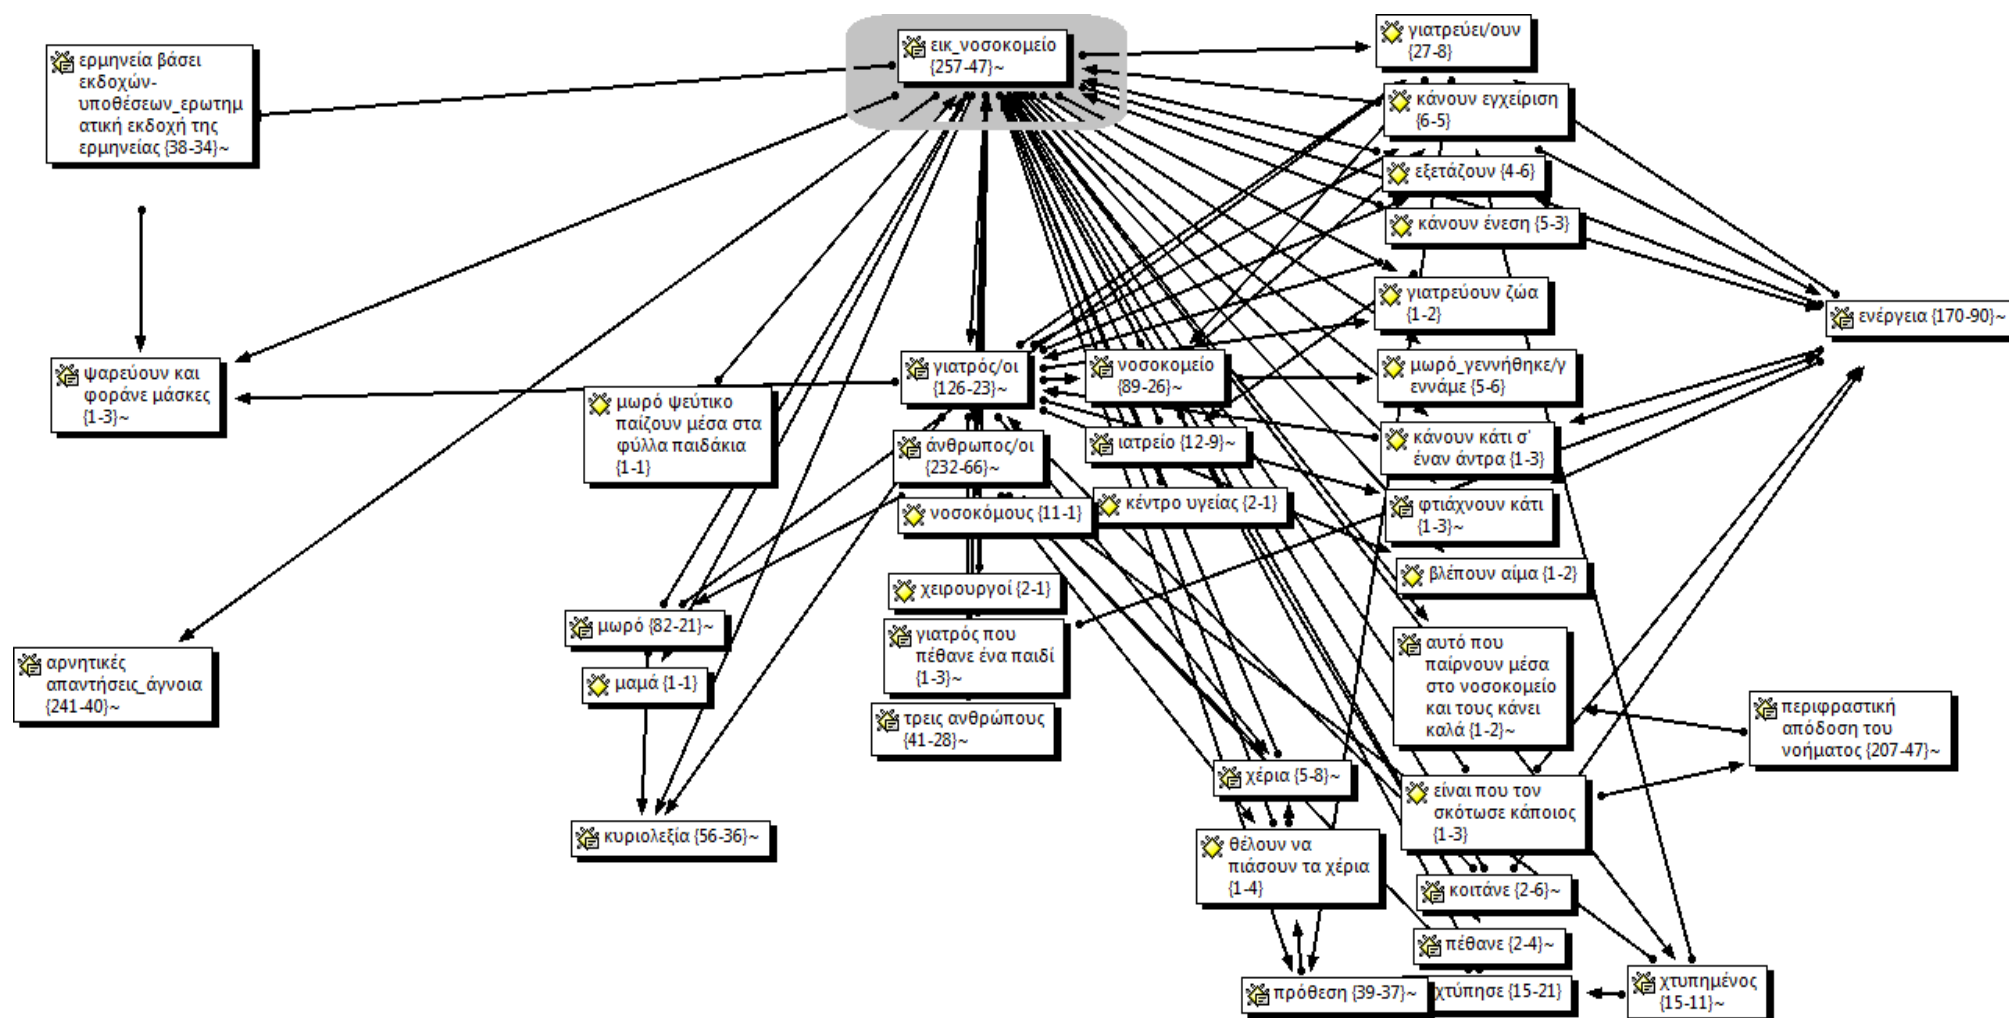 ερμηνεία βάσει
εκδοχών-
υποθέσεων_ερωτημ
ατική εκδοχή της
ερμηνείας {38-34}~
εικ_νοσοκομείο
{257-47}~
γιατρεύει/ουν
{27-8}
κάνουν εγχείριση
{6-5}
εξετάζουν {4-6}
κάνουν ένεση {5-3}
γιατρεύουν ζώα
{1-2}
ενέργεια {170-90}~
ψαρεύουν και
φοράνε μάσκες
{1-3}~
μωρό ψεύτικο
παίζουν μέσα στα
φύλλα παιδάκια
{1-1}
γιατρός/οι
{126-23}~
νοσοκομείο
{89-26}~
μωρό_γεννήθηκε/γ
εννάμε {5-6}
άνθρωπος/οι
{232-66}~
ιατρείο {12-9}~
κάνουν κάτι σ'
έναν άντρα {1-3}
νοσοκόμους {11-1}
κέντρο υγείας {2-1}
φτιάχνουν κάτι
{1-3}~
χειρουργοί {2-1}
βλέπουν αίμα {1-2}
μωρό {82-21}~
γιατρός που
πέθανε ένα παιδί
{1-3}~
αυτό που
παίρνουν μέσα
στο νοσοκομείο
και τους κάνει
καλά {1-2}~
αρνητικές
απαντήσεις_άγνοια
{241-40}~
μαμά {1-1}
τρεις ανθρώπους
{41-28}~
περιφραστική
απόδοση του
νοήματος {207-47}~
χέρια {5-8}~
είναι που τον
σκότωσε κάποιος
{1-3}
κυριολεξία {56-36}~
θέλουν να
πιάσουν τα χέρια
{1-4}
κοιτάνε {2-6}~
πέθανε {2-4}~
πρόθεση {39-37}~
χτύπησε {15-21}
χτυπημένος
{15-11}~